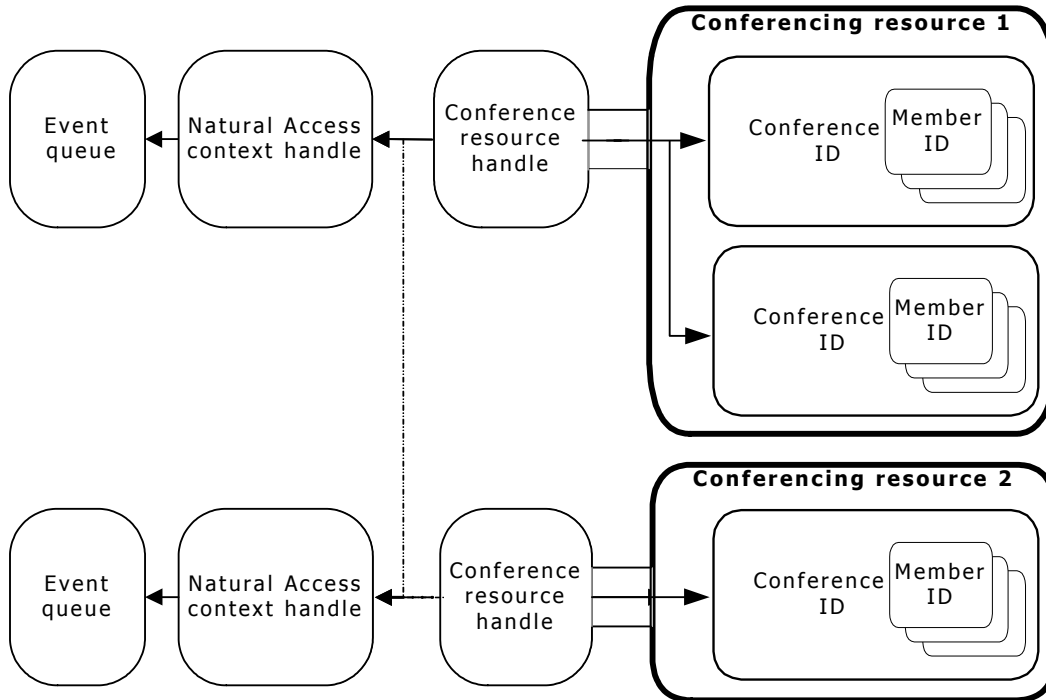 Conferencing resource 1
Event
queue
Natural Access
context handle
Conference
resource
handle
Conference
ID
Member
ID
Conference
ID
Member
ID
Conferencing resource 2
Event
queue
Natural Access
context handle
Conference
resource
handle
Conference
ID
Member
ID